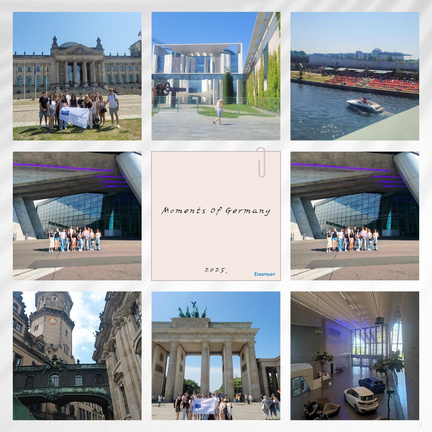 Moments Of Germany
2025,
Erasmus+